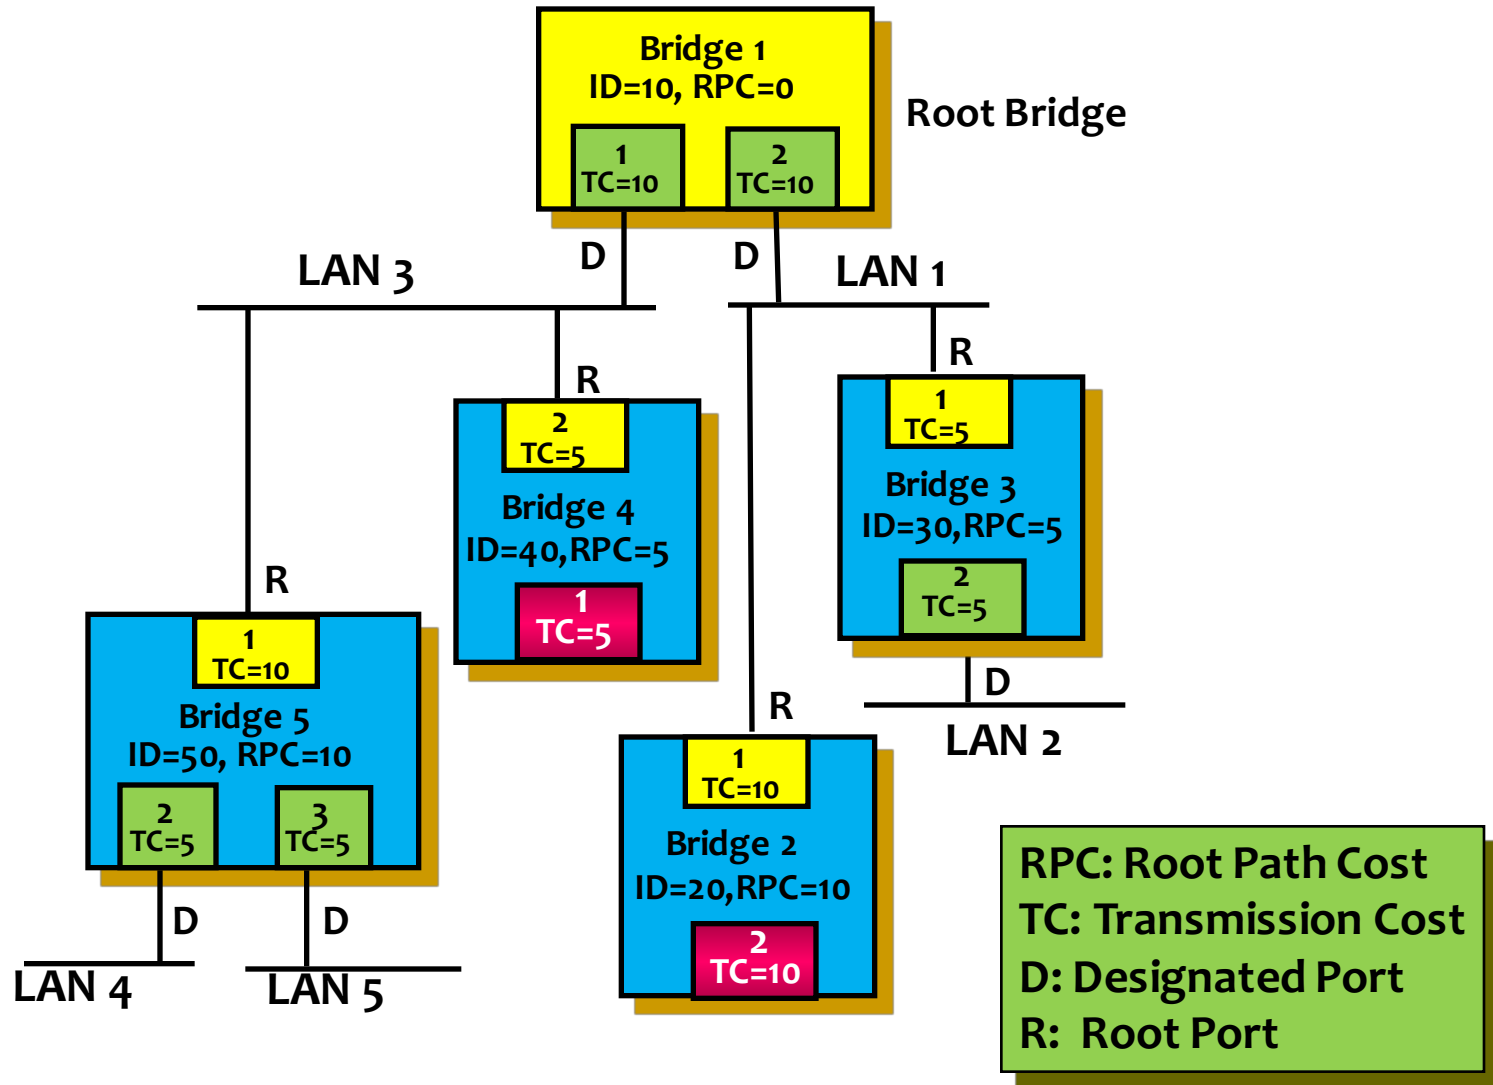 Bridge 1
ID=10, RPC=0
Root Bridge
1
TC=10
2
TC=10
D
D
LAN 3
LAN 1
R
R
2
TC=5
1
TC=5
Bridge 4
ID=40,RPC=5
Bridge 3
ID=30,RPC=5
1
TC=5
2
TC=5
R
1
TC=10
Bridge 5
ID=50, RPC=10
2
TC=5
3
TC=5
D
D
LAN 4
LAN 5
R
1
TC=10
Bridge 2
ID=20,RPC=10
2
TC=10
D
LAN 2
RPC: Root Path Cost
TC: Transmission Cost
D: Designated Port
R: Root Port